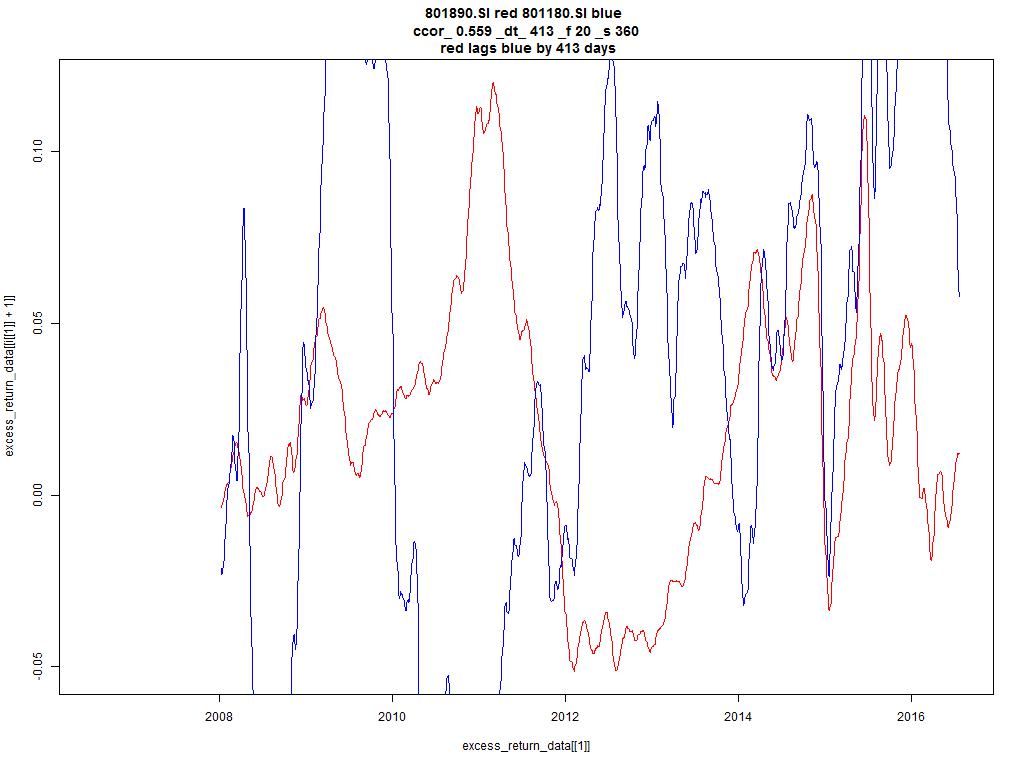 801890.SI red 801180.SI blue
ccor_ 0.559 _dt_ 413 _f 20 _s 360
red lags blue by 413 days
excess_return_data[[i[[1]] + 1]]
0.10
0.05
0.00
-0.05
2008 2010 2012 2014 2016
excess_return_data[[1]]